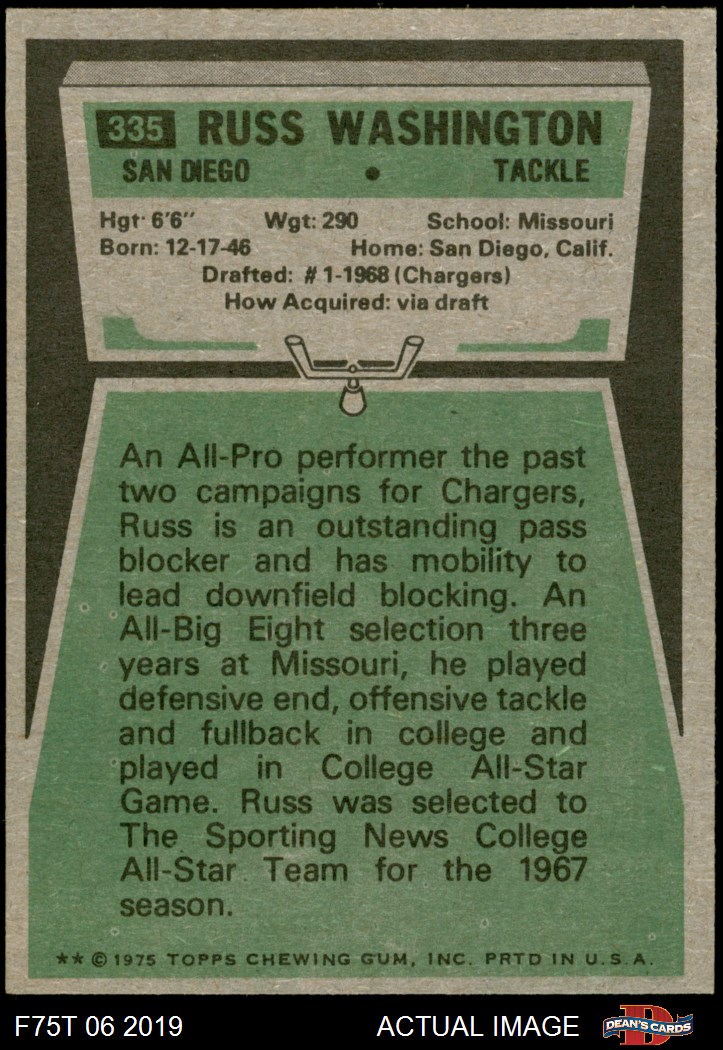 335 RUSS WASHINGTON
SAN DIEGO • TACKLE
Hgt· 6'6" Wgt: 290 School: Missouri
Born: 12-17-46 Home: San Diego, Calif.
Drafted: #1-1968 (Chargers)
How Acquired: via draft
An All-Pro performer the past
two campaigns for Chargers,
Russ is an outstanding pass
blocker and has mobility to
lead downfield blocking. An
All-Big Eight selection three
years at Missouri, he played
defensive end, offensive tackle
and fullback in college and
played in College All-Star
Game. Russ was selected to
The Sporting News College
All-Star Team for the 1967
season.
** © 1975 TOPPS CHEWING GUM, INC. PRTD IN U.S.A.
F75T 06 2019 ACTUAL IMAGE D DEAN'S CARDS